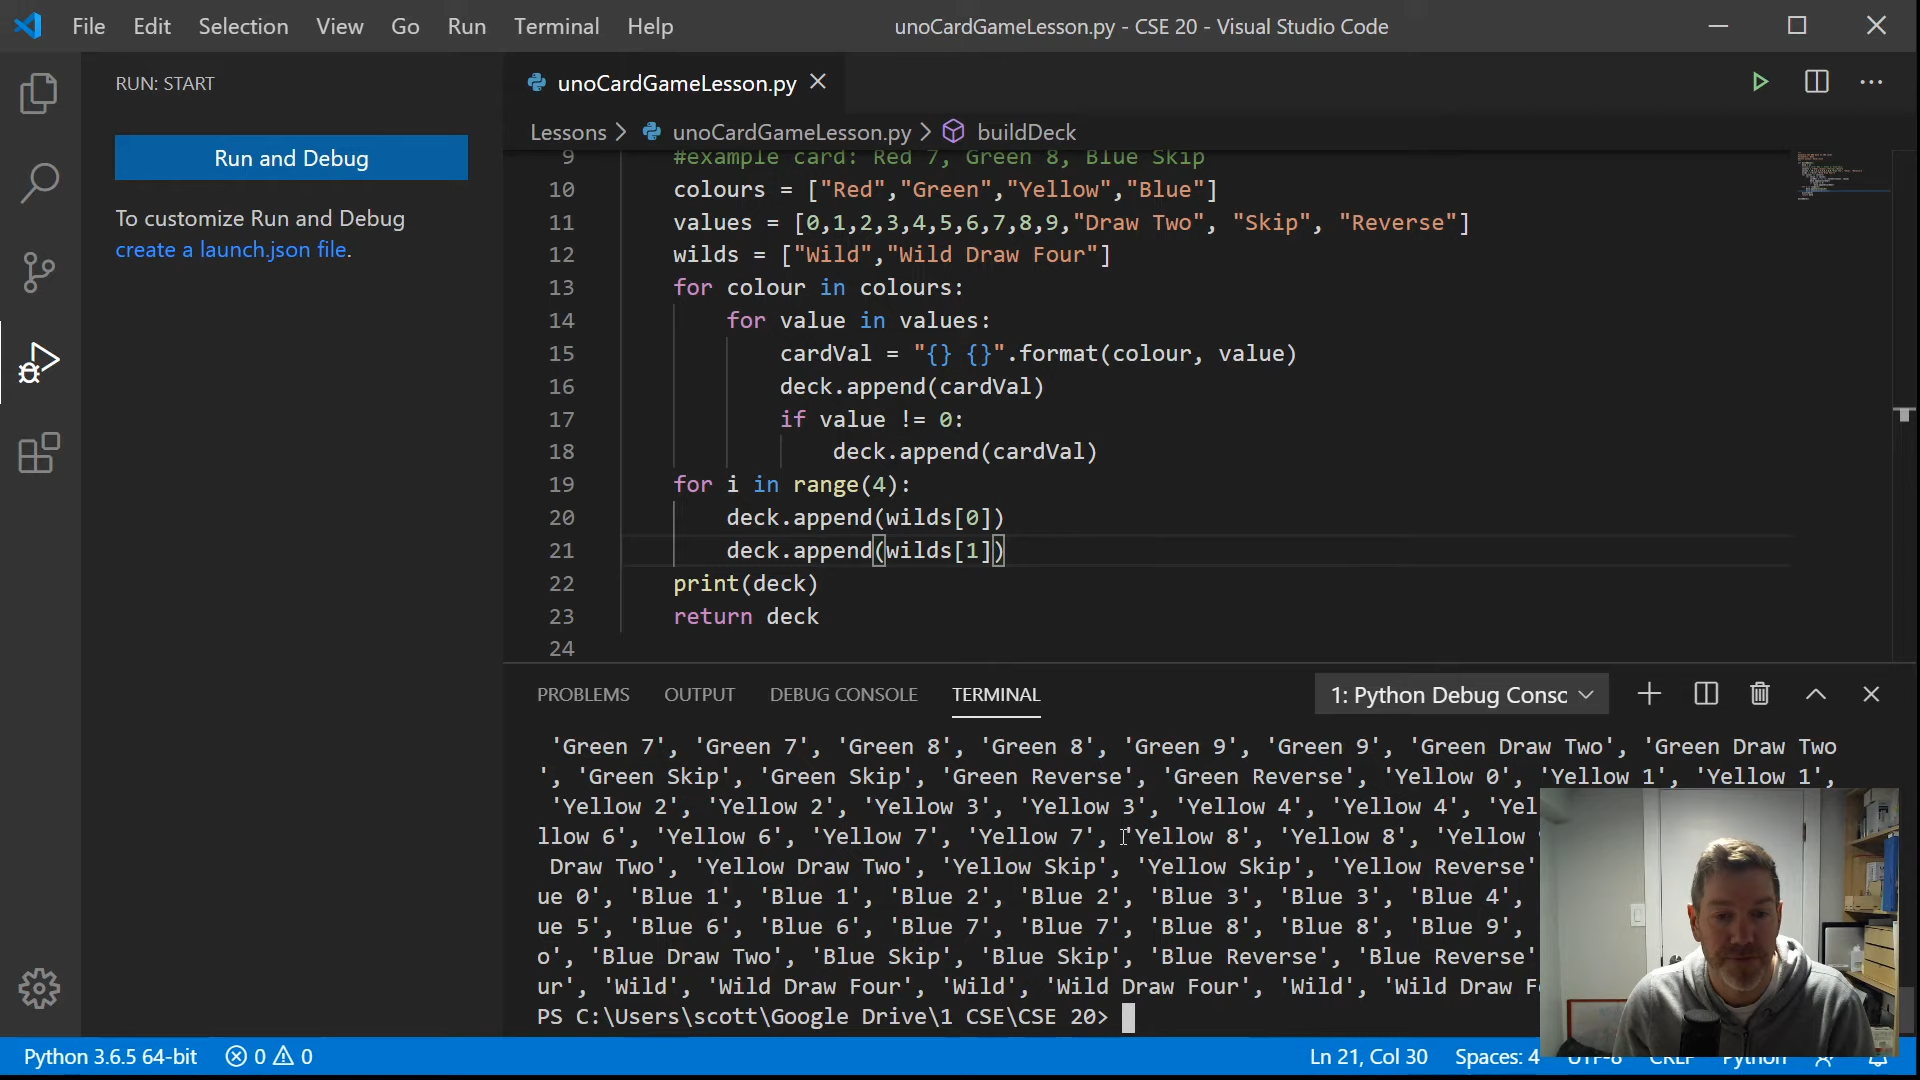 File Edit Selection View Go Run Terminal Help unoCardGameLesson.py - CSE 20 - Visual Studio Code
RUN: START
unoCardGameLesson.py
Run and Debug
To customize Run and Debug
create a launch.json file.
Lessons > unoCardGameLesson.py > buildDeck
9 #example card: Red 7, Green 8, Blue Skip
10 colours = ["Red","Green","Yellow","Blue"]
11 values = [0,1,2,3,4,5,6,7,8,9,"Draw Two", "Skip", "Reverse"]
12 wilds = ["Wild","Wild Draw Four"]
13 for colour in colours:
14 for value in values:
15 cardVal = "{} {}".format(colour, value)
16 deck.append(cardVal)
17 if value != 0:
18 deck.append(cardVal)
19 for i in range(4):
20 deck.append(wilds[0])
21 deck.append(wilds[1])
22 print(deck)
23 return deck
24
PROBLEMS OUTPUT DEBUG CONSOLE TERMINAL 1: Python Debug Consc
'Green 7', 'Green 7', 'Green 8', 'Green 8', 'Green 9', 'Green 9', 'Green Draw Two', 'Green Draw Two
', 'Green Skip', 'Green Skip', 'Green Reverse', 'Green Reverse', 'Yellow 0', 'Yellow 1', 'Yellow 1',
'Yellow 2', 'Yellow 2', 'Yellow 3', 'Yellow 3', 'Yellow 4', 'Yellow 4', 'Yel
llow 6', 'Yellow 6', 'Yellow 7', 'Yellow 7', 'Yellow 8', 'Yellow 8', 'Yellow
Draw Two', 'Yellow Draw Two', 'Yellow Skip', 'Yellow Skip', 'Yellow Reverse'
ue 0', 'Blue 1', 'Blue 1', 'Blue 2', 'Blue 2', 'Blue 3', 'Blue 3', 'Blue 4',
ue 5', 'Blue 6', 'Blue 6', 'Blue 7', 'Blue 7', 'Blue 8', 'Blue 8', 'Blue 9',
o', 'Blue Draw Two', 'Blue Skip', 'Blue Skip', 'Blue Reverse', 'Blue Reverse'
ur', 'Wild', 'Wild Draw Four', 'Wild', 'Wild Draw Four', 'Wild', 'Wild Draw F
PS C:\Users\scott\Google Drive\1 CSE\CSE 20>
Python 3.6.5 64-bit 0 0 Ln 21, Col 30 Spaces: 4 UTF-8 CRLF Python